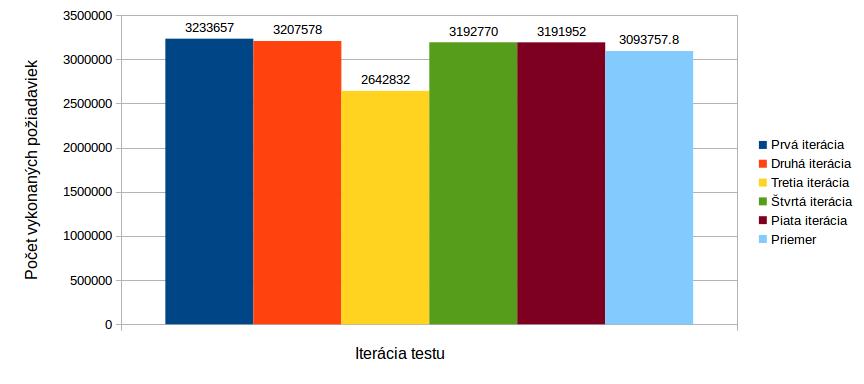 3500000
3000000
2500000
2000000
1500000
1000000
500000
0
Počet vykonaných požiadaviek
3233657
3207578
2642832
3192770
3191952
3093757.8
Iterácia testu
Prvá iterácia
Druhá iterácia
Tretia iterácia
Štvrtá iterácia
Piata iterácia
Priemer